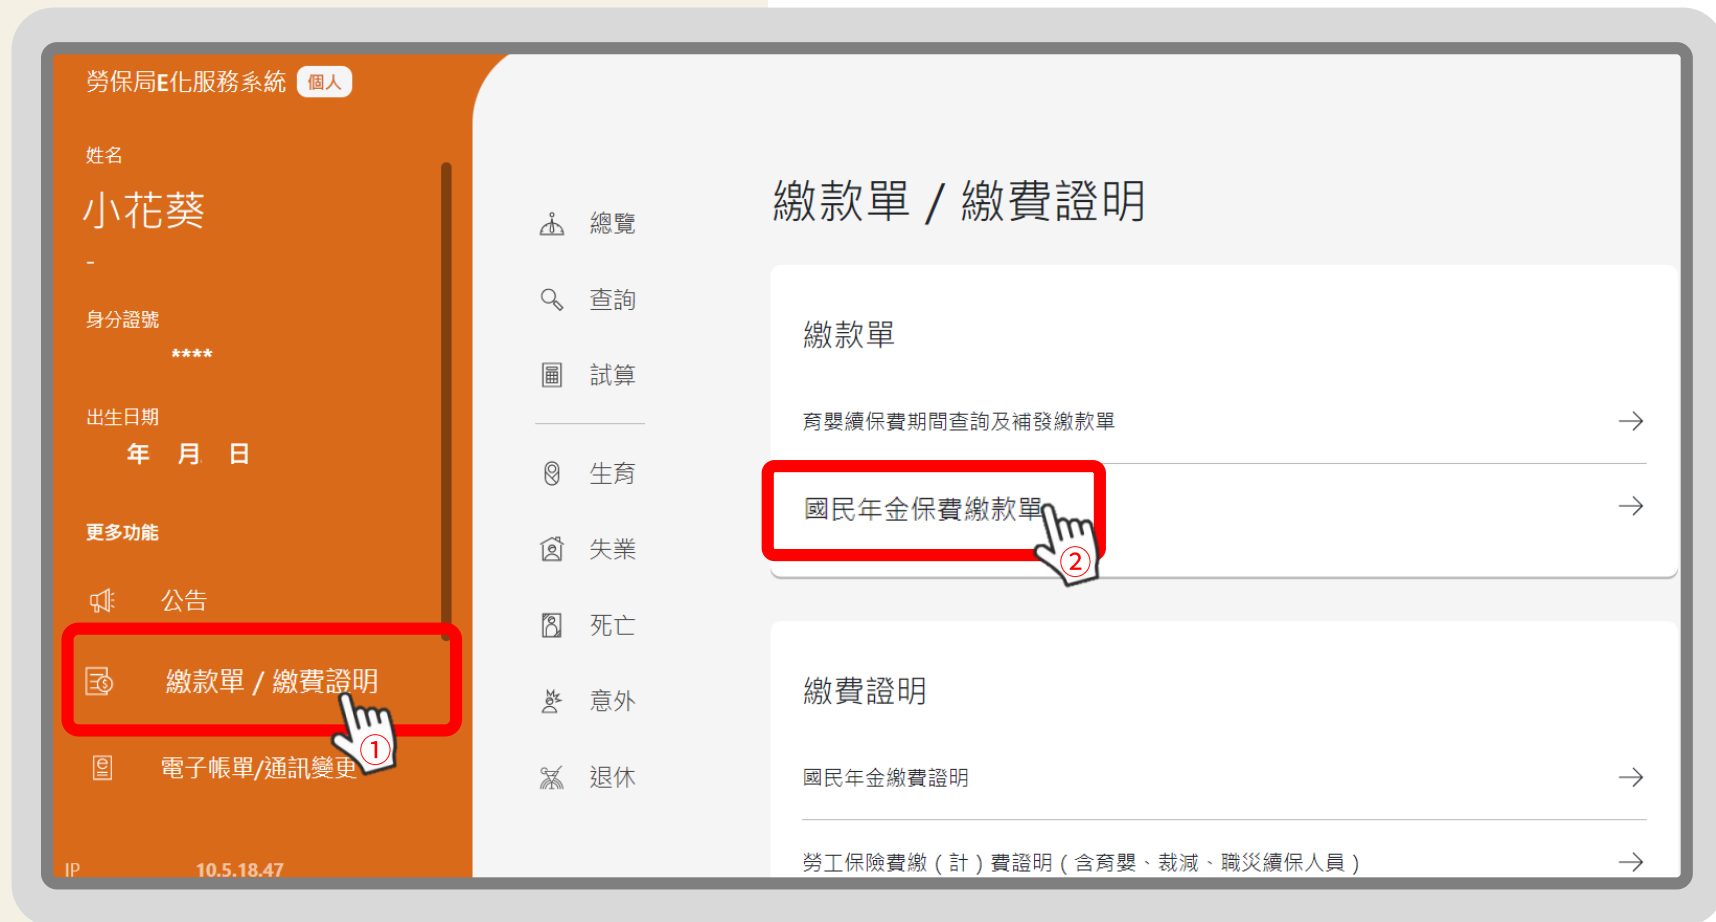 勞保局E化服務系統 個人
姓名
小花葵
-
身分證號
****
出生日期
年 月 日
更多功能
公告
繳款單 / 繳費證明
①
電子帳單/通訊變更
IP 10.5.18.47
總覽
查詢
試算
生育
失業
死亡
意外
退休
繳款單 / 繳費證明
繳款單
育嬰續保費期間查詢及補發繳款單
國民年金保費繳款單
②
繳費證明
國民年金繳費證明
勞工保險費繳(計)費證明(含育嬰、裁減、職災續保人員)